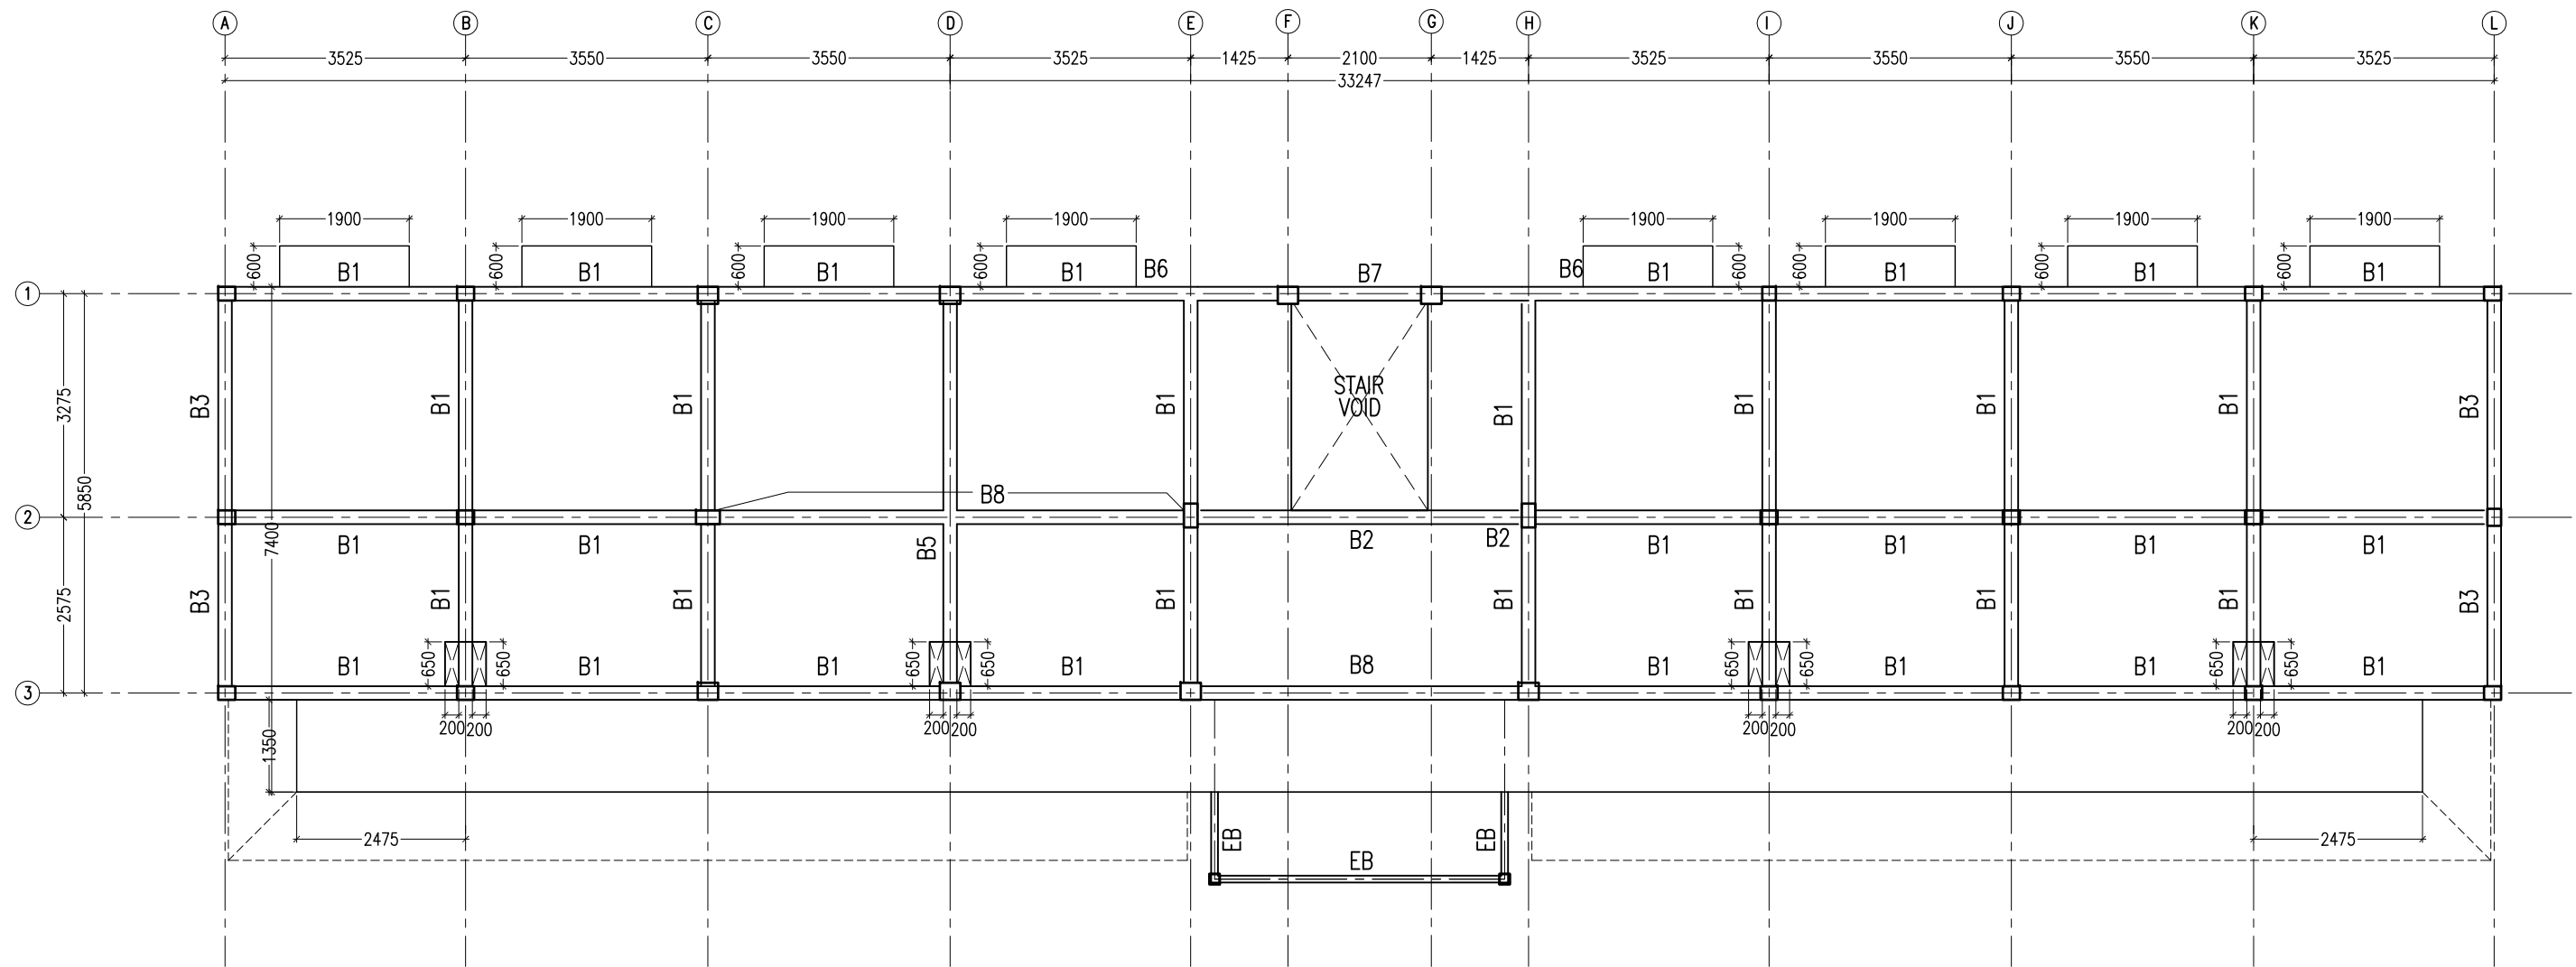 A B C D E F G H I J K L
3525 3550 3550 3525 1425 2100 1425 3525 3550 3550 3525
33247
1900 1900 1900 1900 1900 1900 1900 1900
600 B1 600 B1 600 B1 600 B1 B6 B7 B6 B1 600 600 B1 600 B1 600 B1
1
3275 5850 B3 B1 B1 B1 STAIR B1 B1 B1 B1 B3
VOID
B8
2
7400 B1 B1 B5 B2 B2 B1 B1 B1 B1
2575 B3 B1 B1 B1 B1 B1 B1 B1 B3
B1 650 650 B1 B1 650 650 B1 B8 B1 650 650 B1 B1 650 650 B1
3
200 200 200 200 200 200 200 200
1350
2475 EB EB 2475
EB